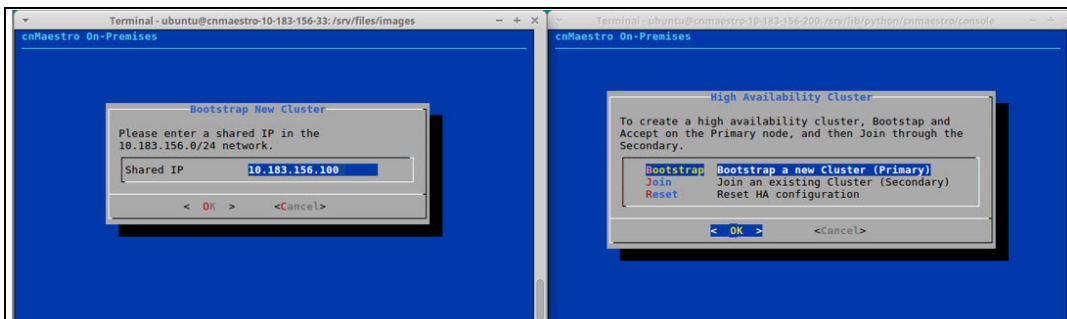 Terminal - ubuntu@cnmaestro-10-183-156-33: /srv/files/images
cnMaestro On-Premises
Bootstrap New Cluster
Please enter a shared IP in the
10.183.156.0/24 network.
Shared IP 10.183.156.100
< OK > <Cancel>
Terminal - ubuntu@cnmaestro-10-183-156-200: /srv/lib/python/cnmaestro/console
cnMaestro On-Premises
High Availability Cluster
To create a high availability cluster, Bootstap and
Accept on the Primary node, and then Join through the
Secondary.
Bootstrap Bootstrap a new Cluster (Primary)
Join Join an existing Cluster (Secondary)
Reset Reset HA configuration
< OK > <Cancel>